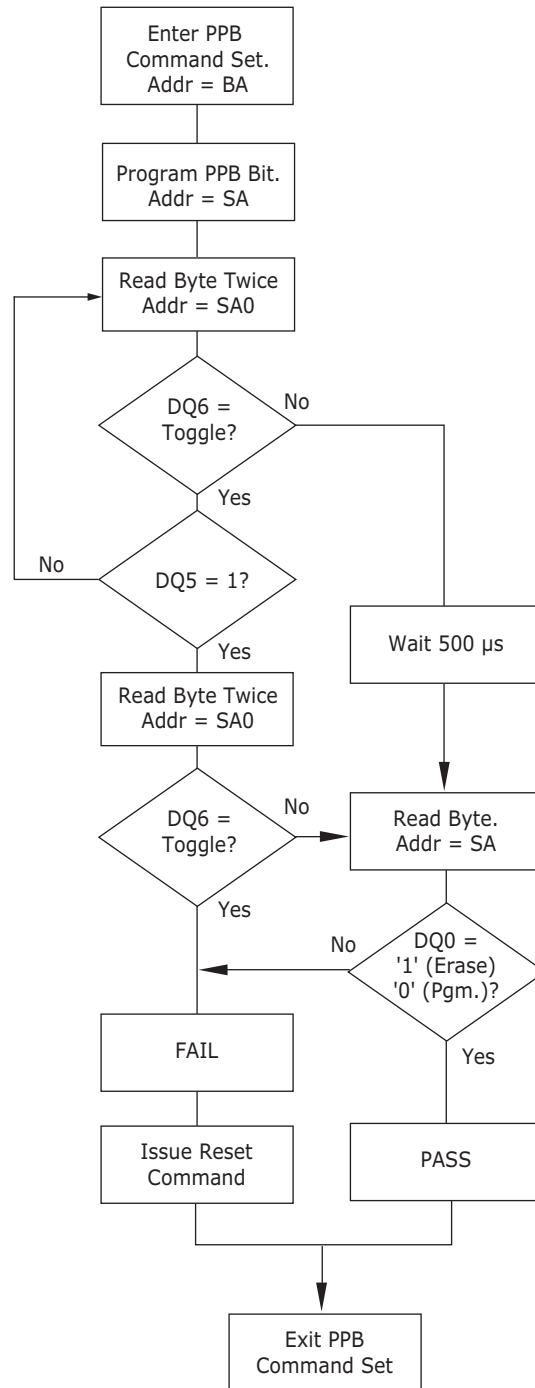 Enter PPB
Command Set.
Addr = BA
Program PPB Bit.
Addr = SA
Read Byte Twice
Addr = SA0
DQ6 =
Toggle?
No
Yes
DQ5 = 1?
No
Yes
Wait 500 µs
Read Byte Twice
Addr = SA0
DQ6 =
Toggle?
No
Yes
Read Byte.
Addr = SA
DQ0 =
'1' (Erase)
'0' (Pgm.)?
No
Yes
FAIL
Issue Reset
Command
PASS
Exit PPB
Command Set